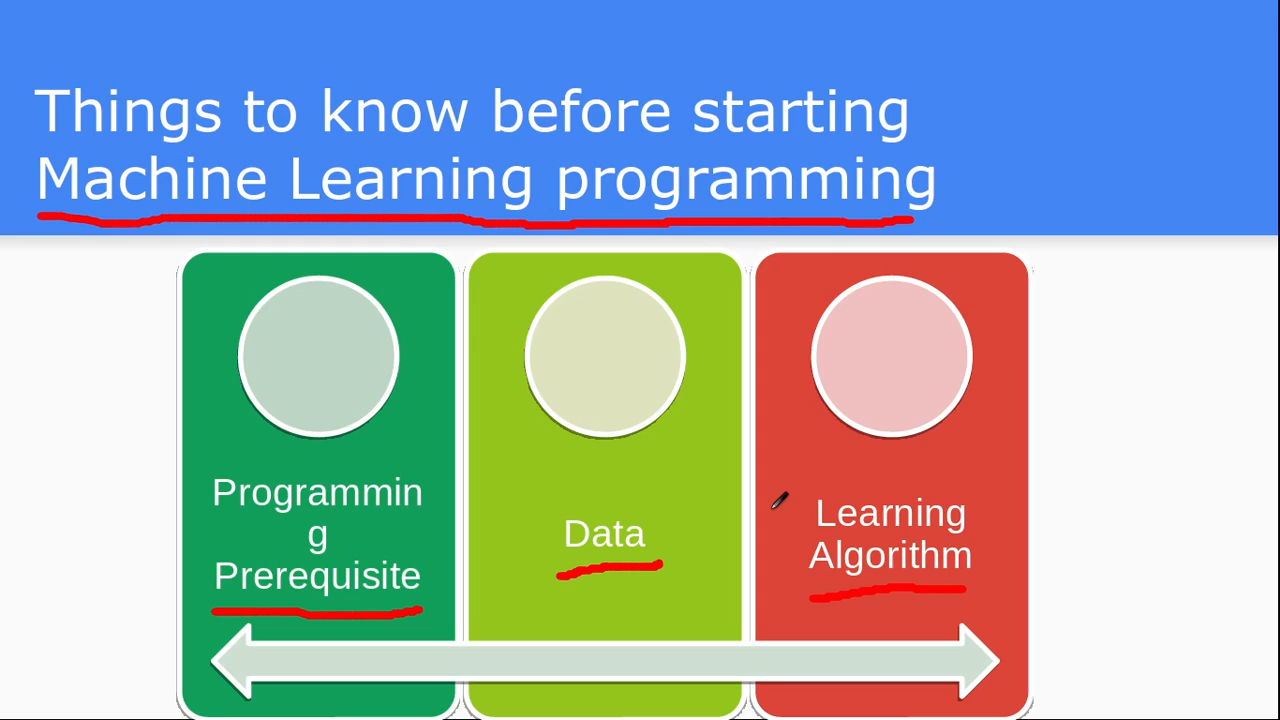 Things to know before starting
Machine Learning programming
Programmin
g
Prerequisite
Data
Learning
Algorithm